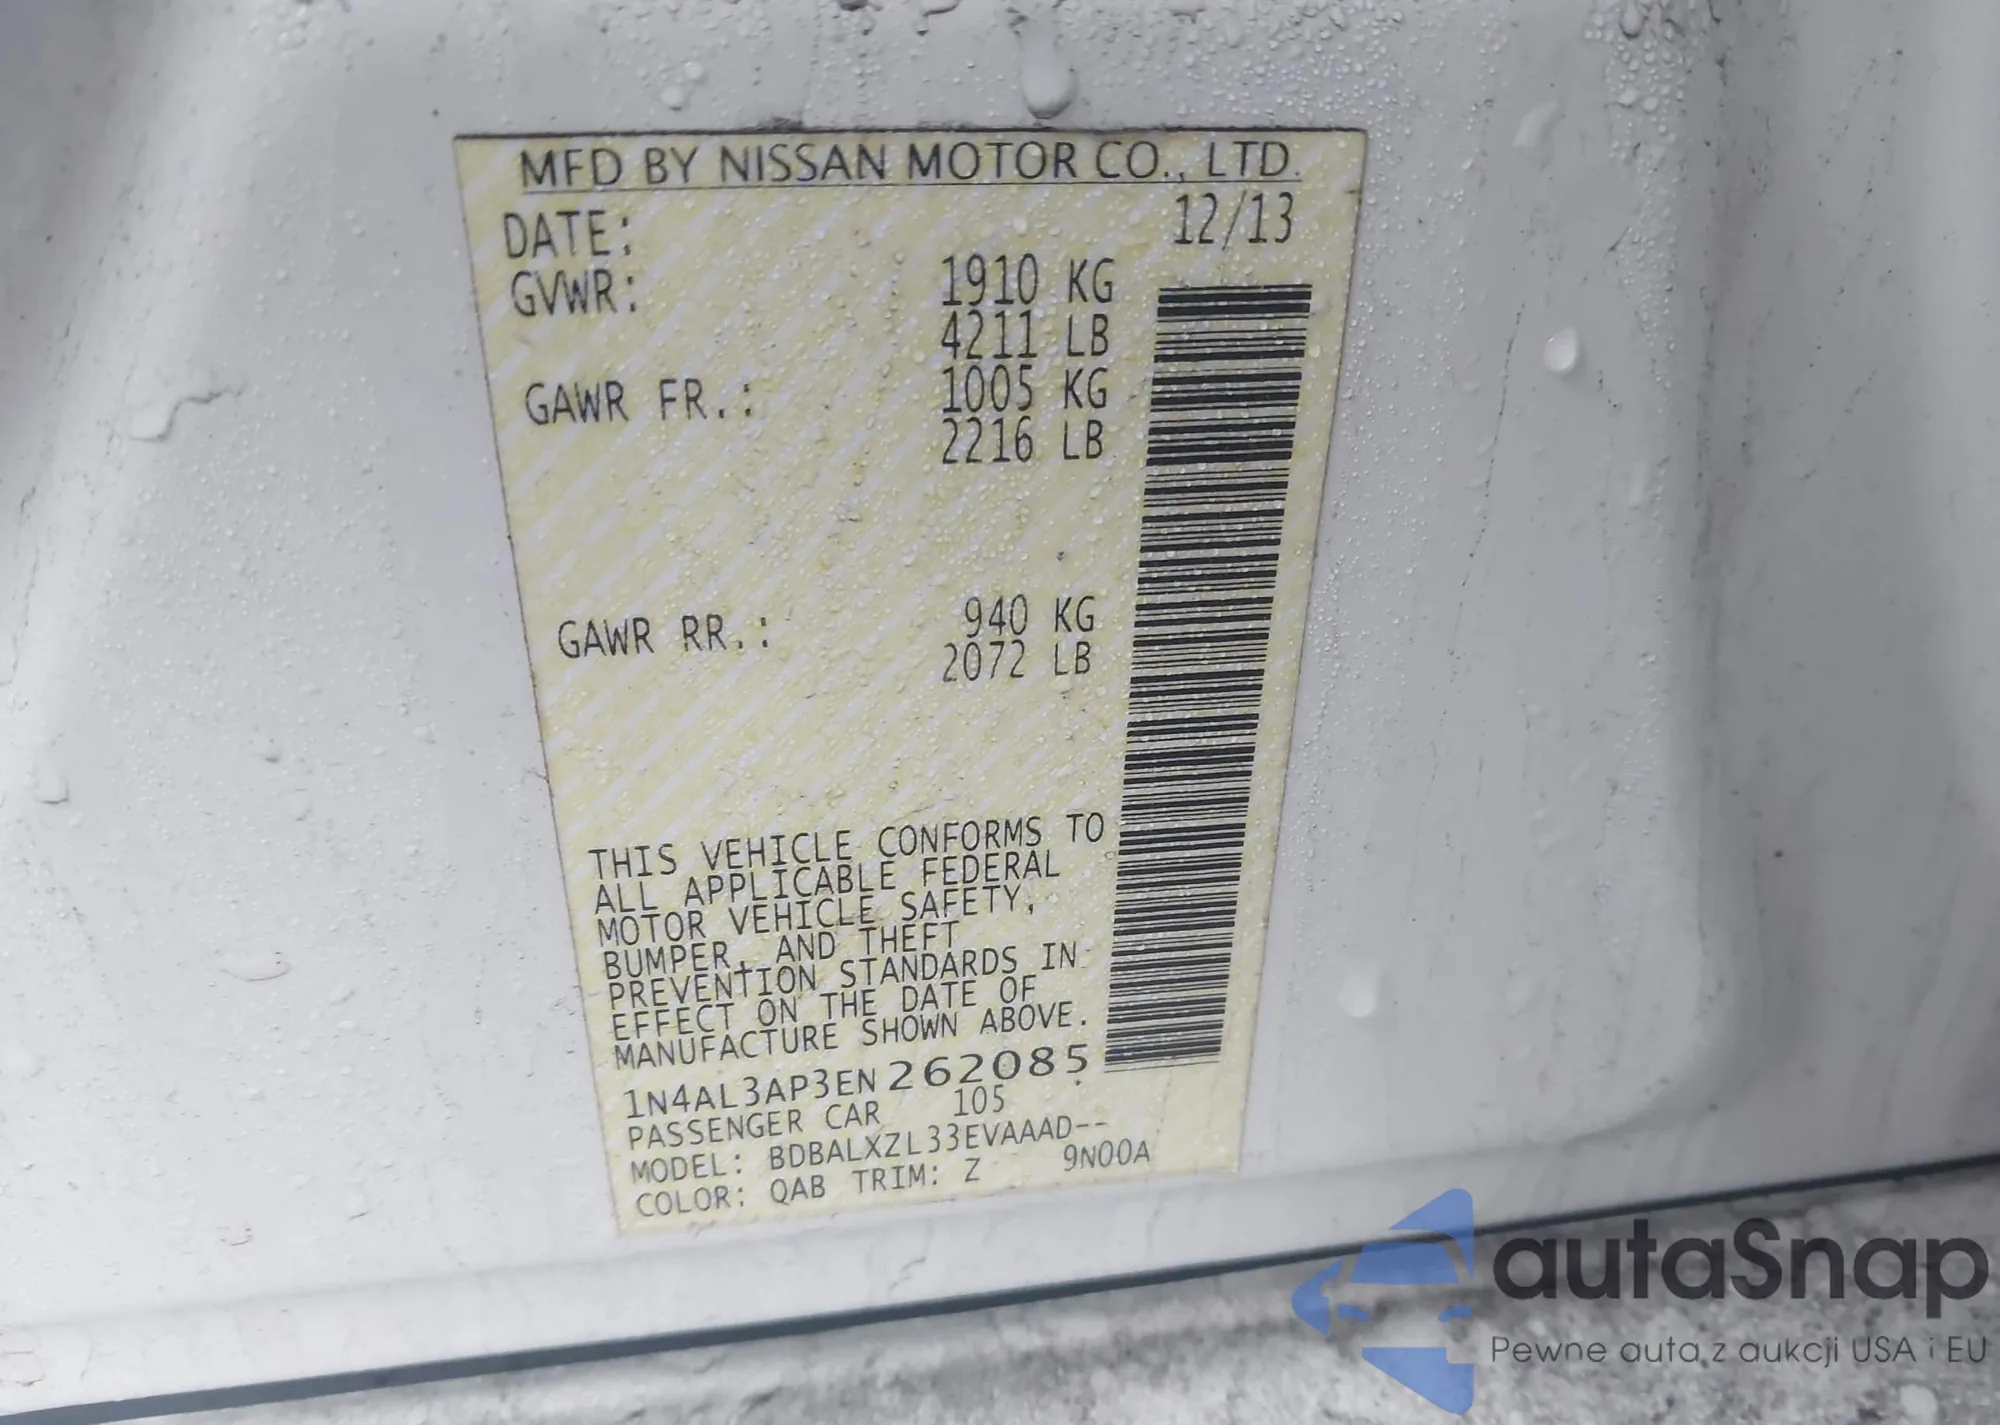 MFD BY NISSAN MOTOR CO., LTD.
DATE: 12/13
GVWR: 1910 KG
4211 LB
GAWR FR.: 1005 KG
2216 LB
GAWR RR.: 940 KG
2072 LB
THIS VEHICLE CONFORMS TO
ALL APPLICABLE FEDERAL
MOTOR VEHICLE SAFETY,
BUMPER, AND THEFT
PREVENTION STANDARDS IN
EFFECT ON THE DATE OF
MANUFACTURE SHOWN ABOVE.
1N4AL3AP3EN262085
PASSENGER CAR 105
MODEL: BDBALXZL33EVAAAD--
COLOR: QAB TRIM: Z 9N00A
autaSnap
Pewne auta z aukcji USA i EU